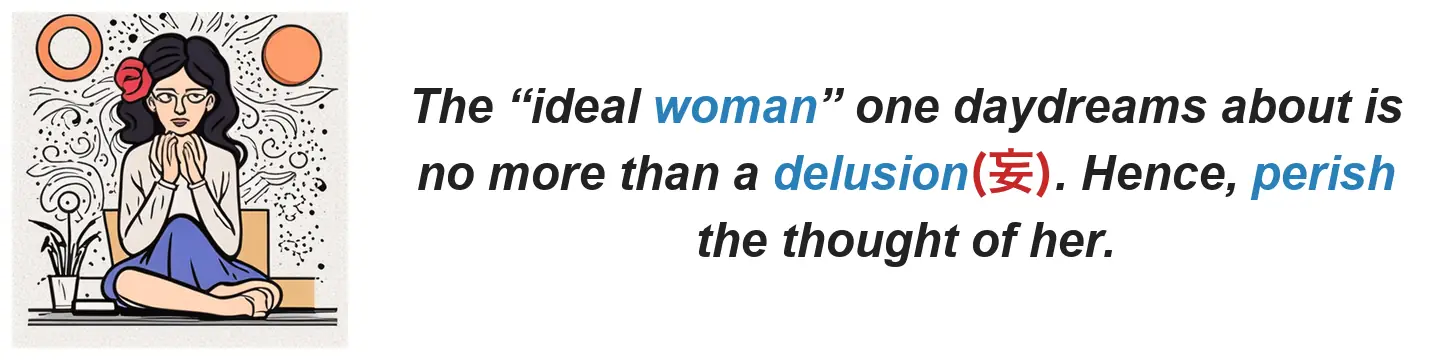 The “ideal woman” one daydreams about is
no more than a delusion(妄). Hence, perish
the thought of her.